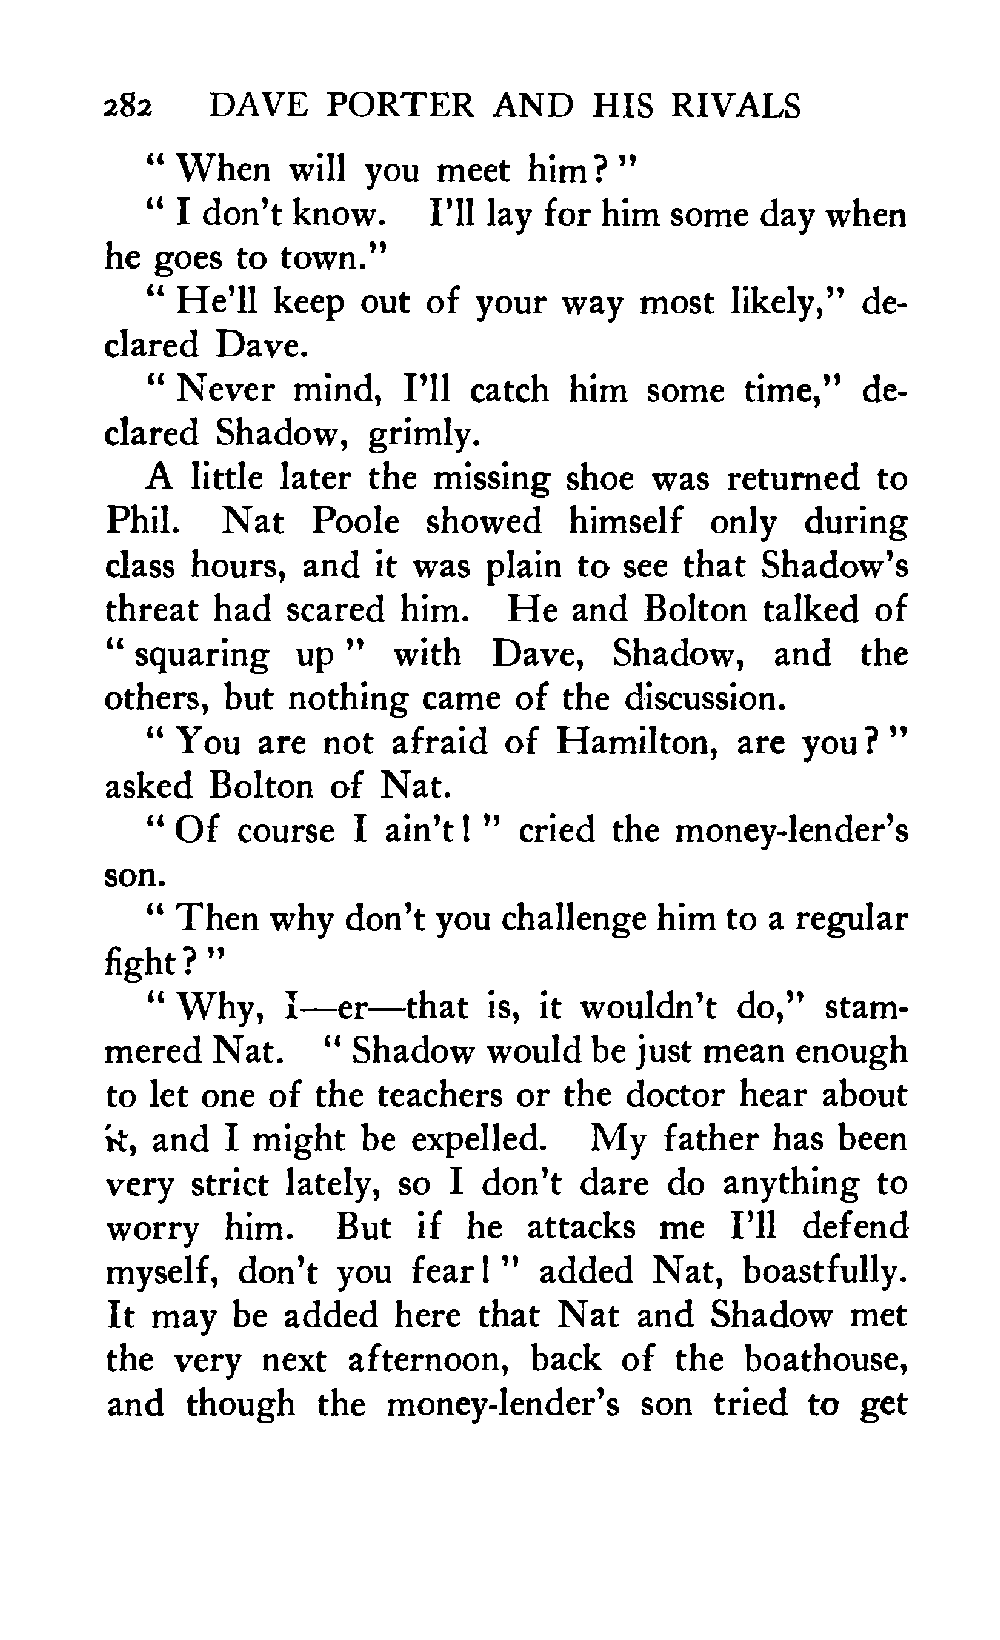 282 DAVE PORTER AND HIS RIVALS
" When will you meet him? "
" I don't know. I'll lay for him some day when
he goes to town."
" He'll keep out of your way most likely," de-
clared Dave.
" Never mind, I'll catch him some time," de-
clared Shadow, grimly.
A little later the missing shoe was returned to
Phil. Nat Poole showed himself only during
class hours, and it was plain to see that Shadow's
threat had scared him. He and Bolton talked of
" squaring up " with Dave, Shadow, and the
others, but nothing came of the discussion.
" You are not afraid of Hamilton, are you? "
asked Bolton of Nat.
" Of course I ain't! " cried the money-lender's
son.
" Then why don't you challenge him to a regular
fight? "
" Why, I—er—that is, it wouldn't do," stam-
mered Nat. " Shadow would be just mean enough
to let one of the teachers or the doctor hear about
it, and I might be expelled. My father has been
very strict lately, so I don't dare do anything to
worry him. But if he attacks me I'll defend
myself, don't you fear! " added Nat, boastfully.
It may be added here that Nat and Shadow met
the very next afternoon, back of the boathouse,
and though the money-lender's son tried to get